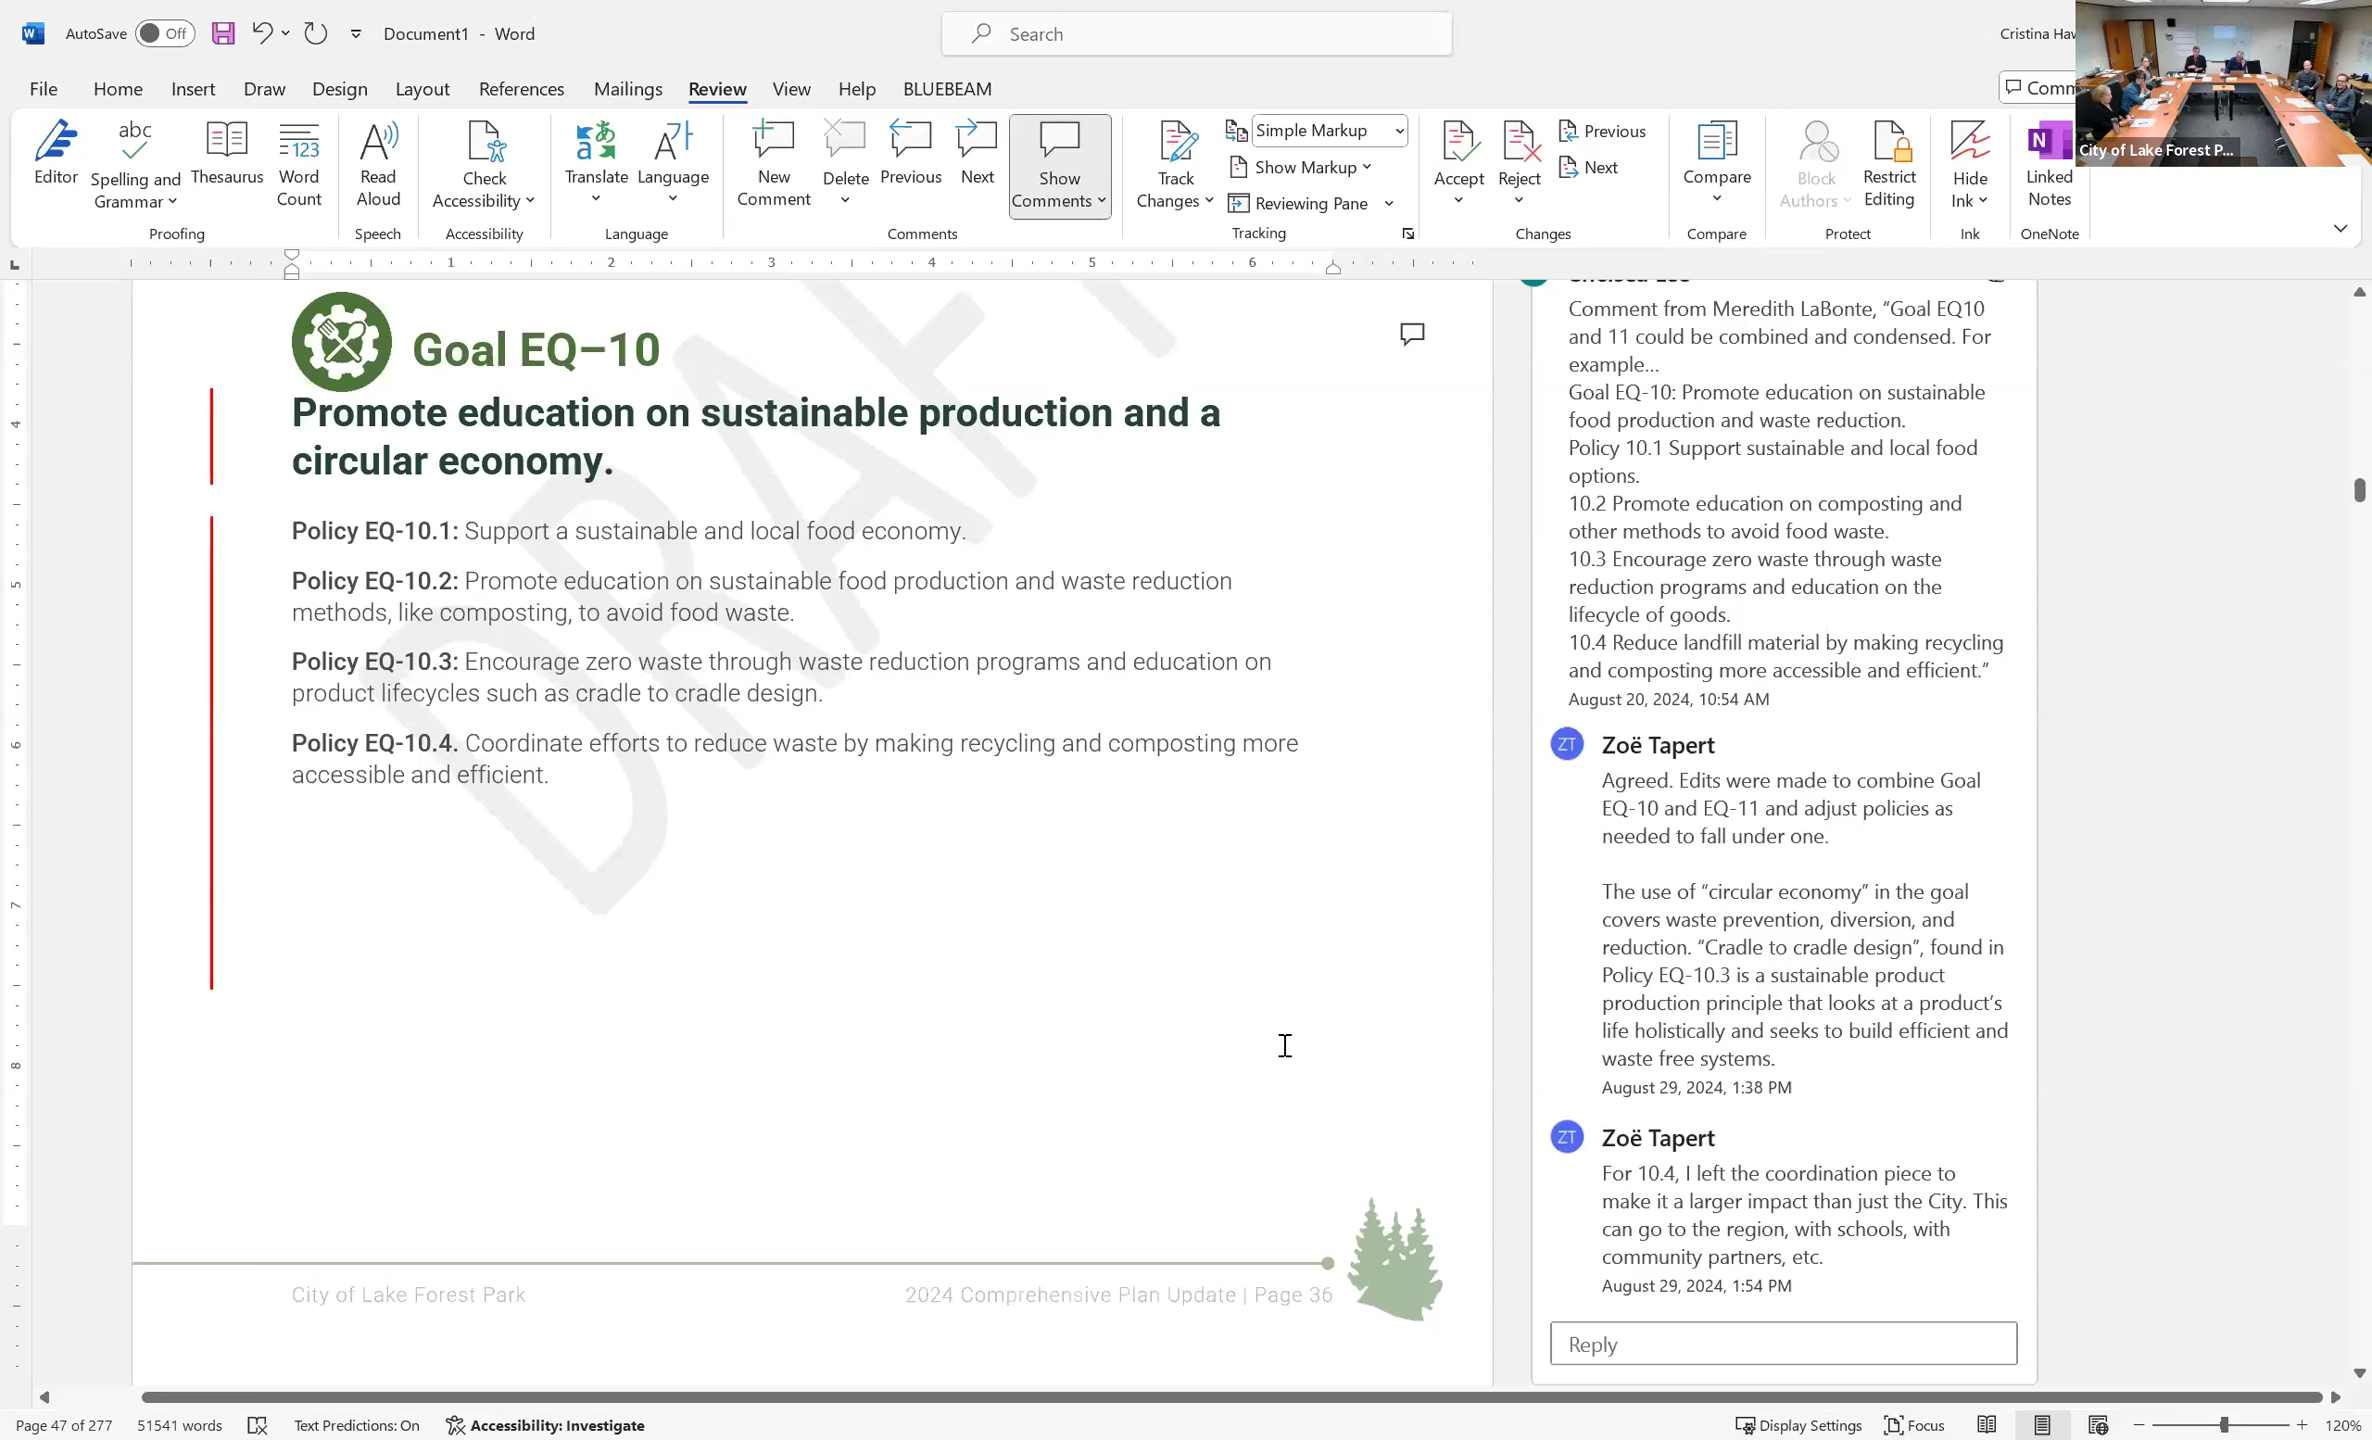 AutoSave Off Document1 - Word Search Cristina Haw
File Home Insert Draw Design Layout References Mailings Review View Help BLUEBEAM Comm
Editor
abc Spelling and Grammar
Thesaurus
123 Word Count
Proofing
Read Aloud
Speech
Check Accessibility
Accessibility
Translate
Language
Language
New Comment
Delete
Previous
Next
Show Comments
Comments
Track Changes
Simple Markup
Show Markup
Reviewing Pane
Tracking
Accept
Reject
Previous
Next
Changes
Compare
Compare
Block Authors
Restrict Editing
Protect
Hide Ink
Ink
N
Linked Notes
OneNote
City of Lake Forest P...
1 2 3 4 5 6
4
5
6
7
8
DRAFT
Goal EQ–10
Promote education on sustainable production and a
circular economy.
Policy EQ-10.1: Support a sustainable and local food economy.
Policy EQ-10.2: Promote education on sustainable food production and waste reduction
methods, like composting, to avoid food waste.
Policy EQ-10.3: Encourage zero waste through waste reduction programs and education on
product lifecycles such as cradle to cradle design.
Policy EQ-10.4. Coordinate efforts to reduce waste by making recycling and composting more
accessible and efficient.
City of Lake Forest Park
2024 Comprehensive Plan Update | Page 36
Comment from Meredith LaBonte, “Goal EQ10
and 11 could be combined and condensed. For
example...
Goal EQ-10: Promote education on sustainable
food production and waste reduction.
Policy 10.1 Support sustainable and local food
options.
10.2 Promote education on composting and
other methods to avoid food waste.
10.3 Encourage zero waste through waste
reduction programs and education on the
lifecycle of goods.
10.4 Reduce landfill material by making recycling
and composting more accessible and efficient.”
August 20, 2024, 10:54 AM
ZT Zoë Tapert
Agreed. Edits were made to combine Goal
EQ-10 and EQ-11 and adjust policies as
needed to fall under one.
The use of “circular economy” in the goal
covers waste prevention, diversion, and
reduction. “Cradle to cradle design”, found in
Policy EQ-10.3 is a sustainable product
production principle that looks at a product’s
life holistically and seeks to build efficient and
waste free systems.
August 29, 2024, 1:38 PM
ZT Zoë Tapert
For 10.4, I left the coordination piece to
make it a larger impact than just the City. This
can go to the region, with schools, with
community partners, etc.
August 29, 2024, 1:54 PM
Reply
Page 47 of 277 51541 words Text Predictions: On Accessibility: Investigate Display Settings Focus 120%